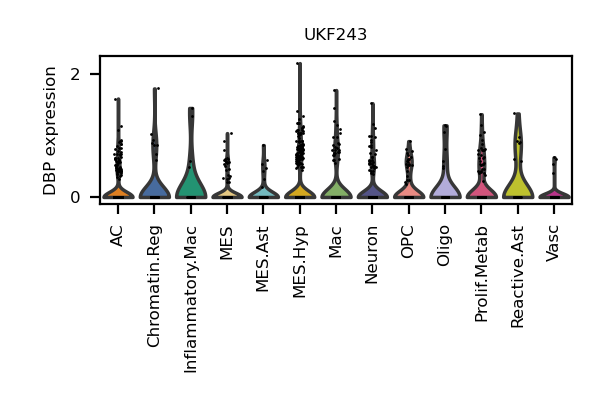 UKF243
DBP expression
2
0
AC
Chromatin.Reg
Inflammatory.Mac
MES
MES.Ast
MES.Hyp
Mac
Neuron
OPC
Oligo
Prolif.Metab
Reactive.Ast
Vasc